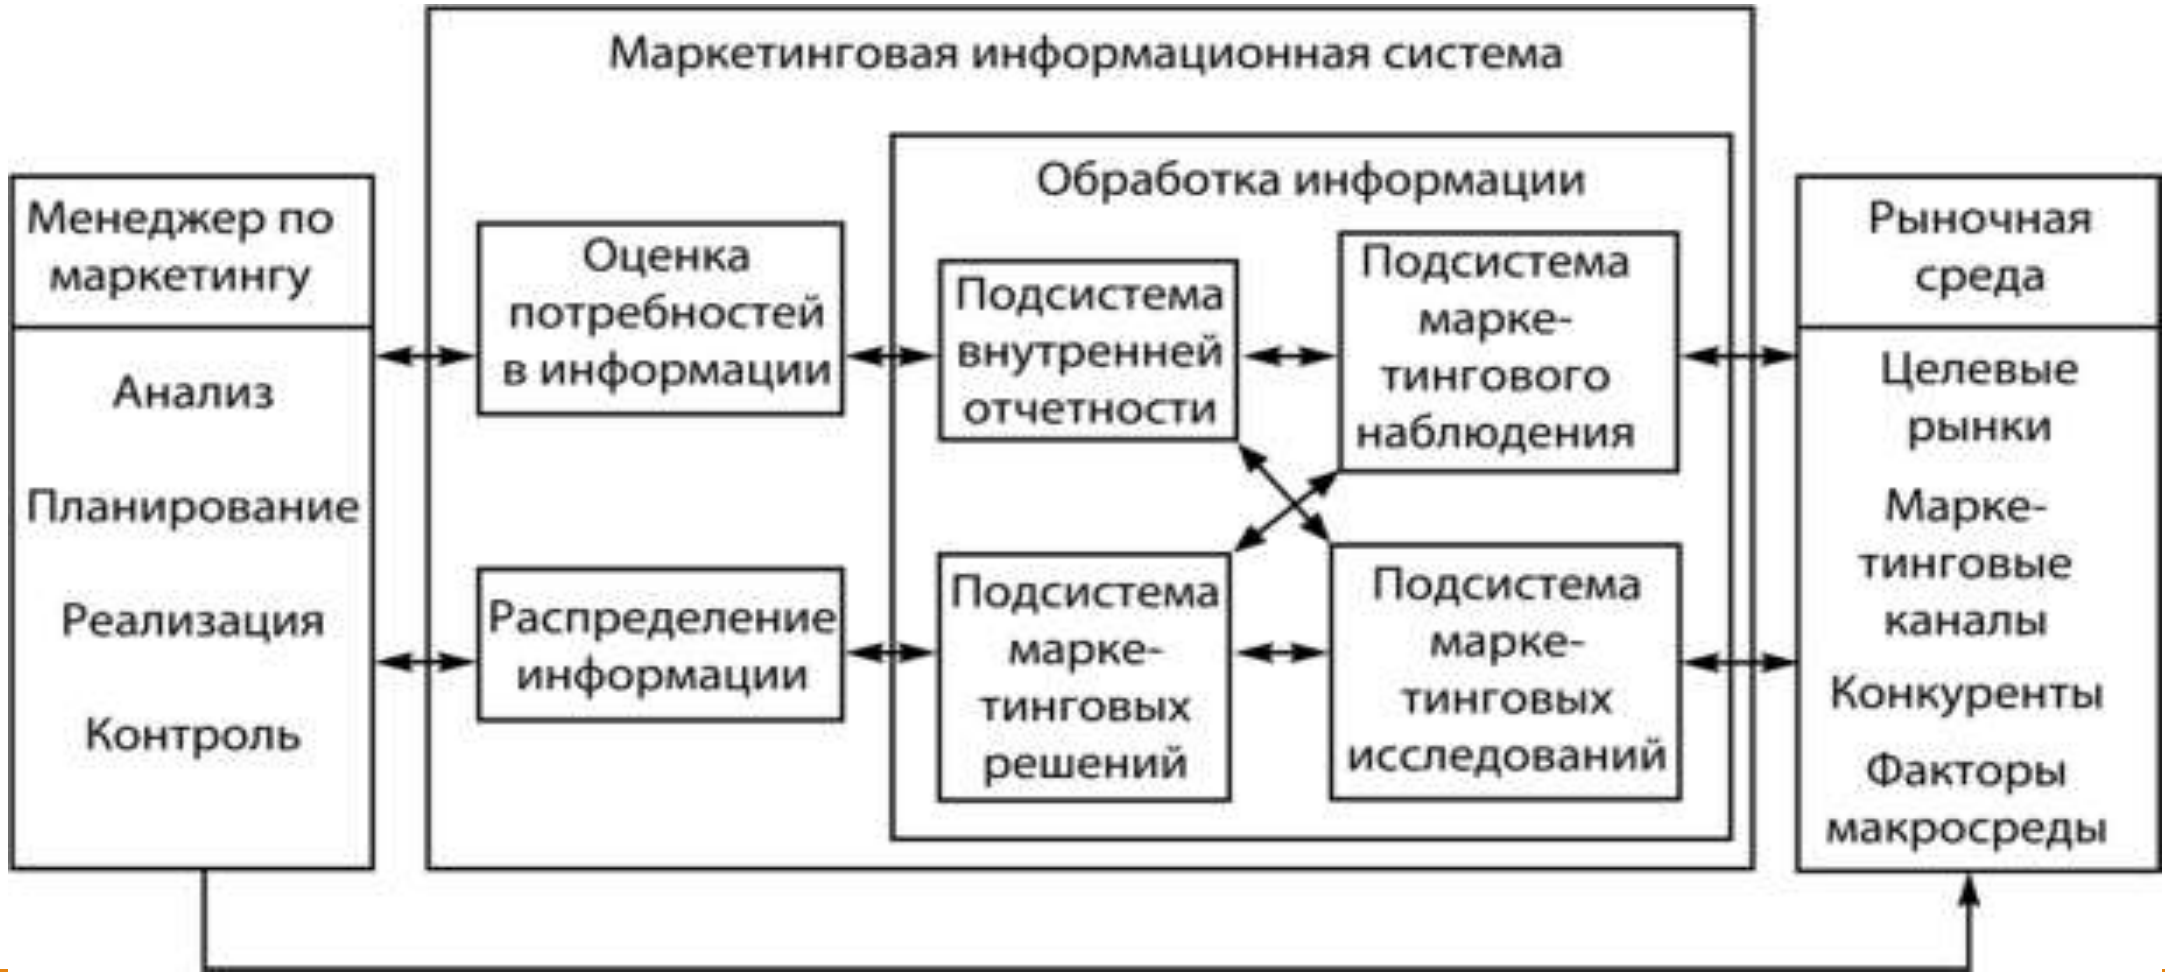 Маркетинговая информационная система
Менеджер по
маркетингу
Анализ
Планирование
Реализация
Контроль
Оценка
потребностей
в информации
Распределение
информации
Обработка информации
Подсистема
внутренней
отчетности
Подсистема
марке-
тингового
наблюдения
Подсистема
марке-
тинговых
решений
Подсистема
марке-
тинговых
исследований
Рыночная
среда
Целевые
рынки
Марке-
тинговые
каналы
Конкуренты
Факторы
макросреды